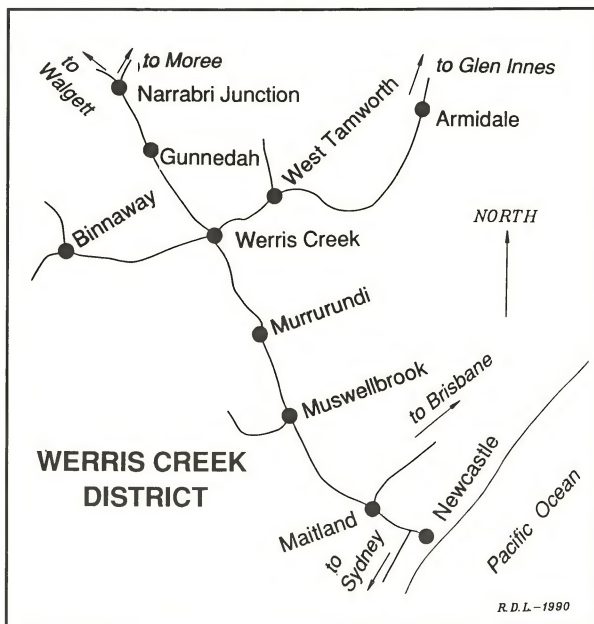 to Walgett
to Moree
Narrabri Junction
Gunnedah
West Tamworth
to Glen Innes
Armidale
Binnaway
Werris Creek
NORTH
Murrurundi
Muswellbrook
to Brisbane
WERRIS CREEK
DISTRICT
Maitland
Newcastle
to Sydney
Pacific Ocean
R.D.L.–1990